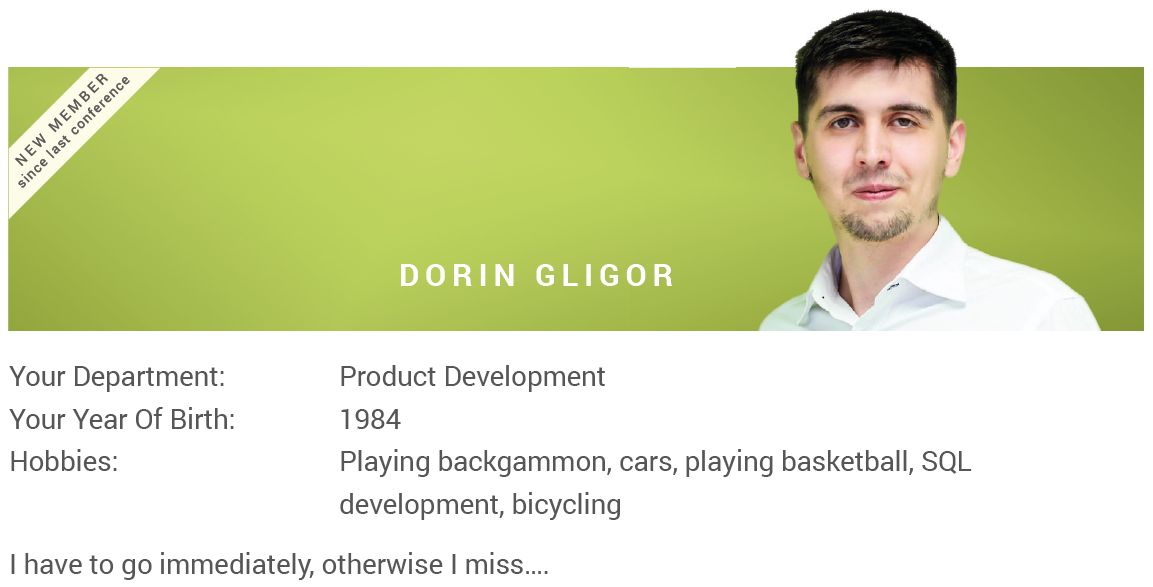 NEW MEMBER
since last conference
DORIN GLIGOR
Your Department: Product Development
Your Year Of Birth: 1984
Hobbies: Playing backgammon, cars, playing basketball, SQL
development, bicycling
I have to go immediately, otherwise I miss....